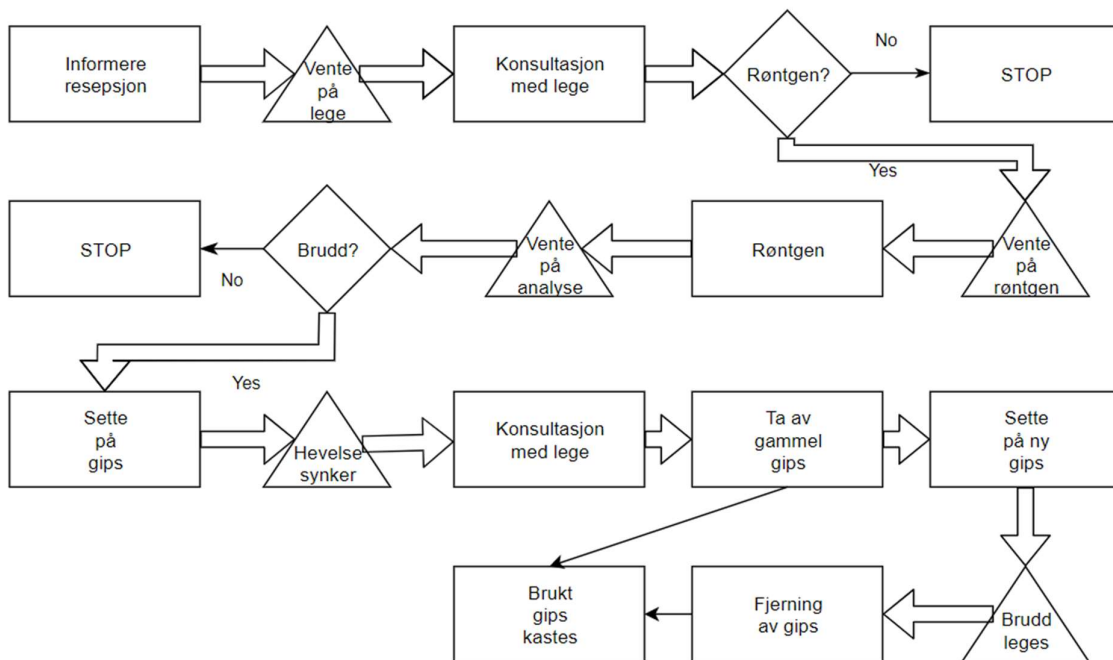 Informere
resepsjon
Vente
på
lege
Konsultasjon
med lege
Røntgen?
No
STOP
Yes
STOP
No
Brudd?
Vente
på
analyse
Røntgen
Vente
på
røntgen
Yes
Sette
på
gips
Hevelse
synker
Konsultasjon
med lege
Ta av
gammel
gips
Sette
på ny
gips
Brukt
gips
kastes
Fjerning
av gips
Brudd
leges